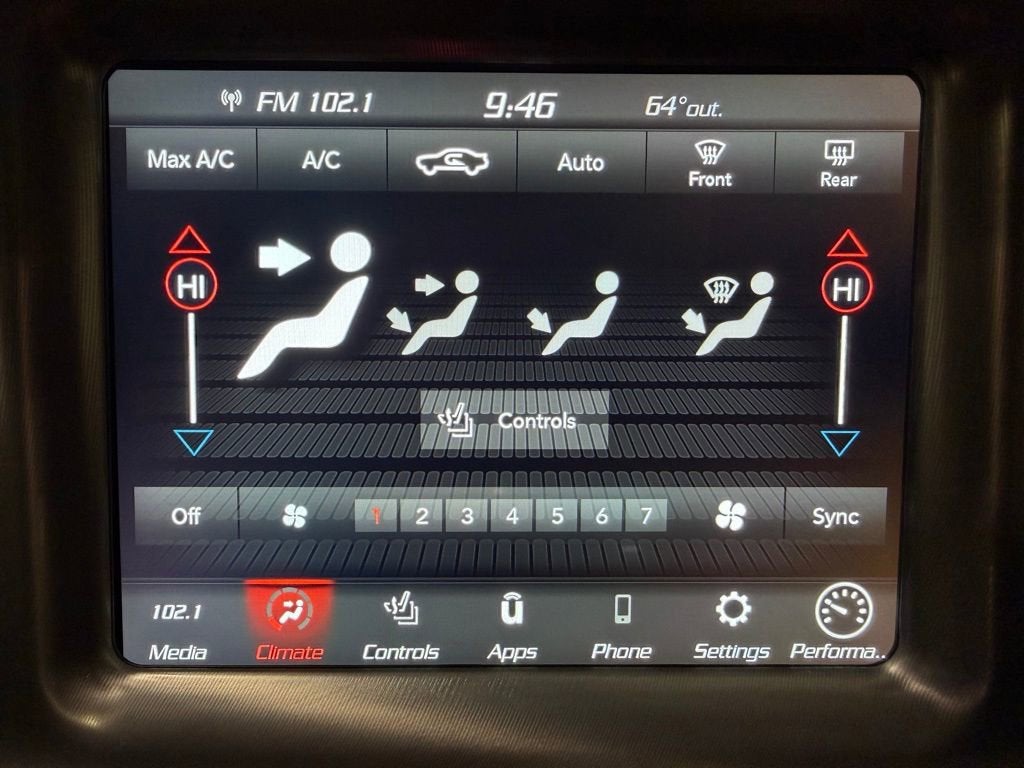 FM 102.1 9:46 64°out.
Max A/C A/C Auto Front Rear
HI HI
Controls
Off 1 2 3 4 5 6 7 Sync
102.1 u
Media Climate Controls Apps Phone Settings Performa..